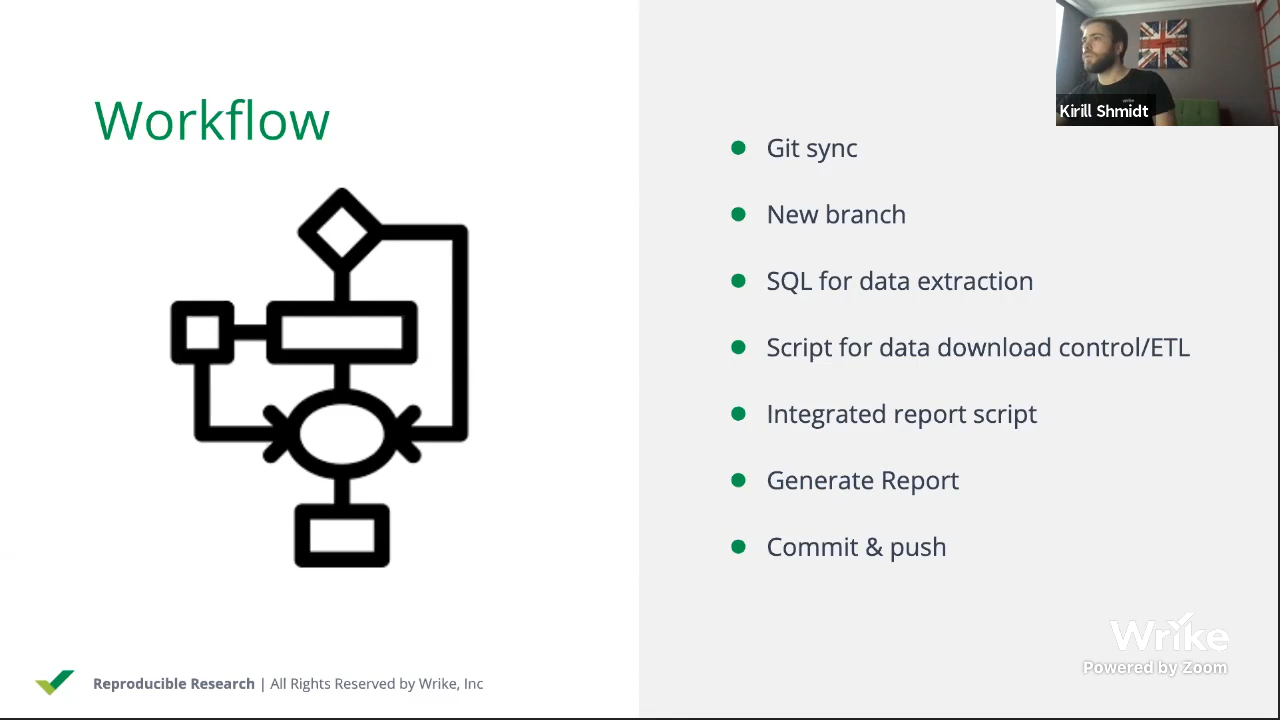 Workflow
Kirill Shmidt
Git sync
New branch
SQL for data extraction
Script for data download control/ETL
Integrated report script
Generate Report
Commit & push
Wrike
Powered by Zoom
Reproducible Research | All Rights Reserved by Wrike, Inc